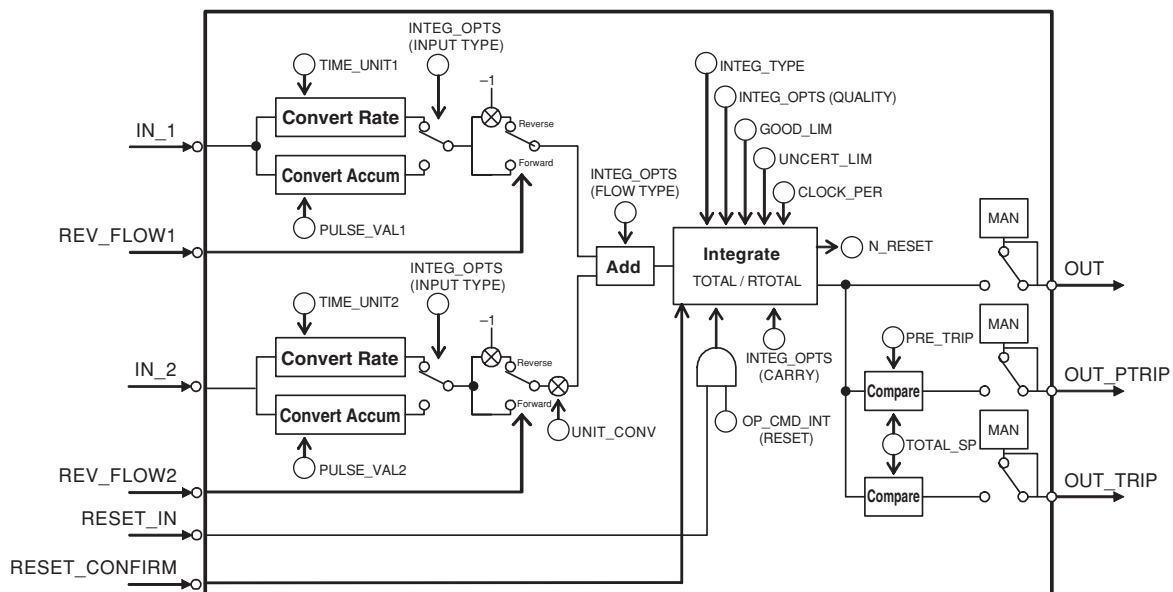 INTEG_OPTS
(INPUT TYPE)
TIME_UNIT1
–1
Convert Rate
Reverse
IN_1
Convert Accum
Forward
PULSE_VAL1
REV_FLOW1
INTEG_TYPE
INTEG_OPTS (QUALITY)
GOOD_LIM
UNCERT_LIM
CLOCK_PER
INTEG_OPTS
(FLOW TYPE)
Add
Integrate
TOTAL / RTOTAL
N_RESET
MAN
OUT
INTEG_OPTS
(INPUT TYPE)
TIME_UNIT2
–1
Convert Rate
Reverse
IN_2
Convert Accum
Forward
UNIT_CONV
PULSE_VAL2
REV_FLOW2
RESET_IN
RESET_CONFIRM
INTEG_OPTS
(CARRY)
OP_CMD_INT
(RESET)
PRE_TRIP
MAN
Compare
OUT_PTRIP
TOTAL_SP
MAN
Compare
OUT_TRIP